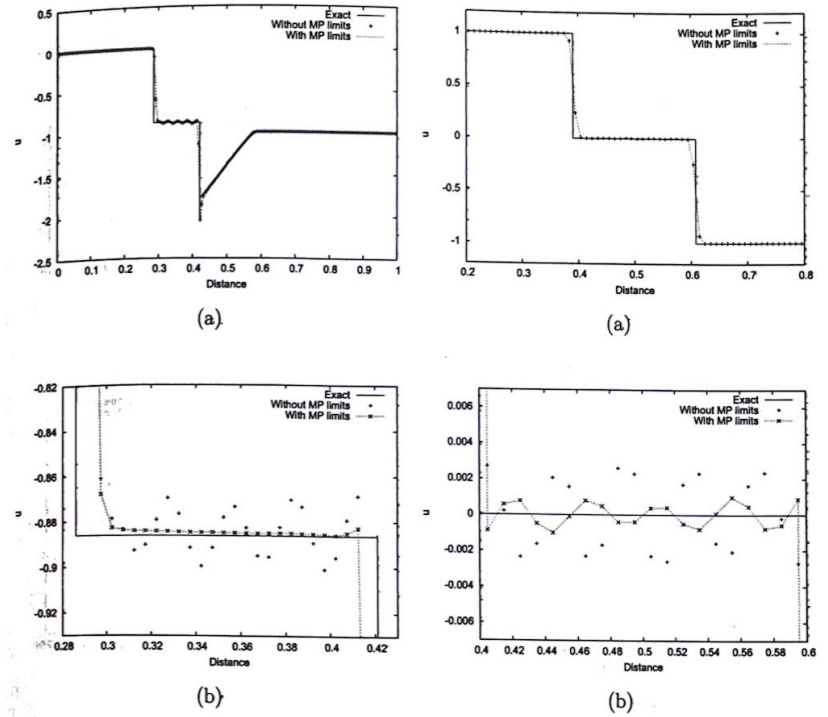 Exact
Without MP limits
With MP limits
0.5
0
-0.5
-1
-1.5
-2
-2.5
u
0 0.1 0.2 0.3 0.4 0.5 0.6 0.7 0.8 0.9 1
Distance
(a)
Exact
Without MP limits
With MP limits
1
0.5
0
-0.5
-1
u
0.2 0.3 0.4 0.5 0.6 0.7 0.8
Distance
(a)
Exact
Without MP limits
With MP limits
-0.82
-0.84
-0.86
-0.88
-0.9
-0.92
u
0.28 0.3 0.32 0.34 0.36 0.38 0.4 0.42
Distance
(b)
Exact
Without MP limits
With MP limits
0.006
0.004
0.002
0
-0.002
-0.004
-0.006
u
0.4 0.42 0.44 0.46 0.48 0.5 0.52 0.54 0.56 0.58 0.6
Distance
(b)